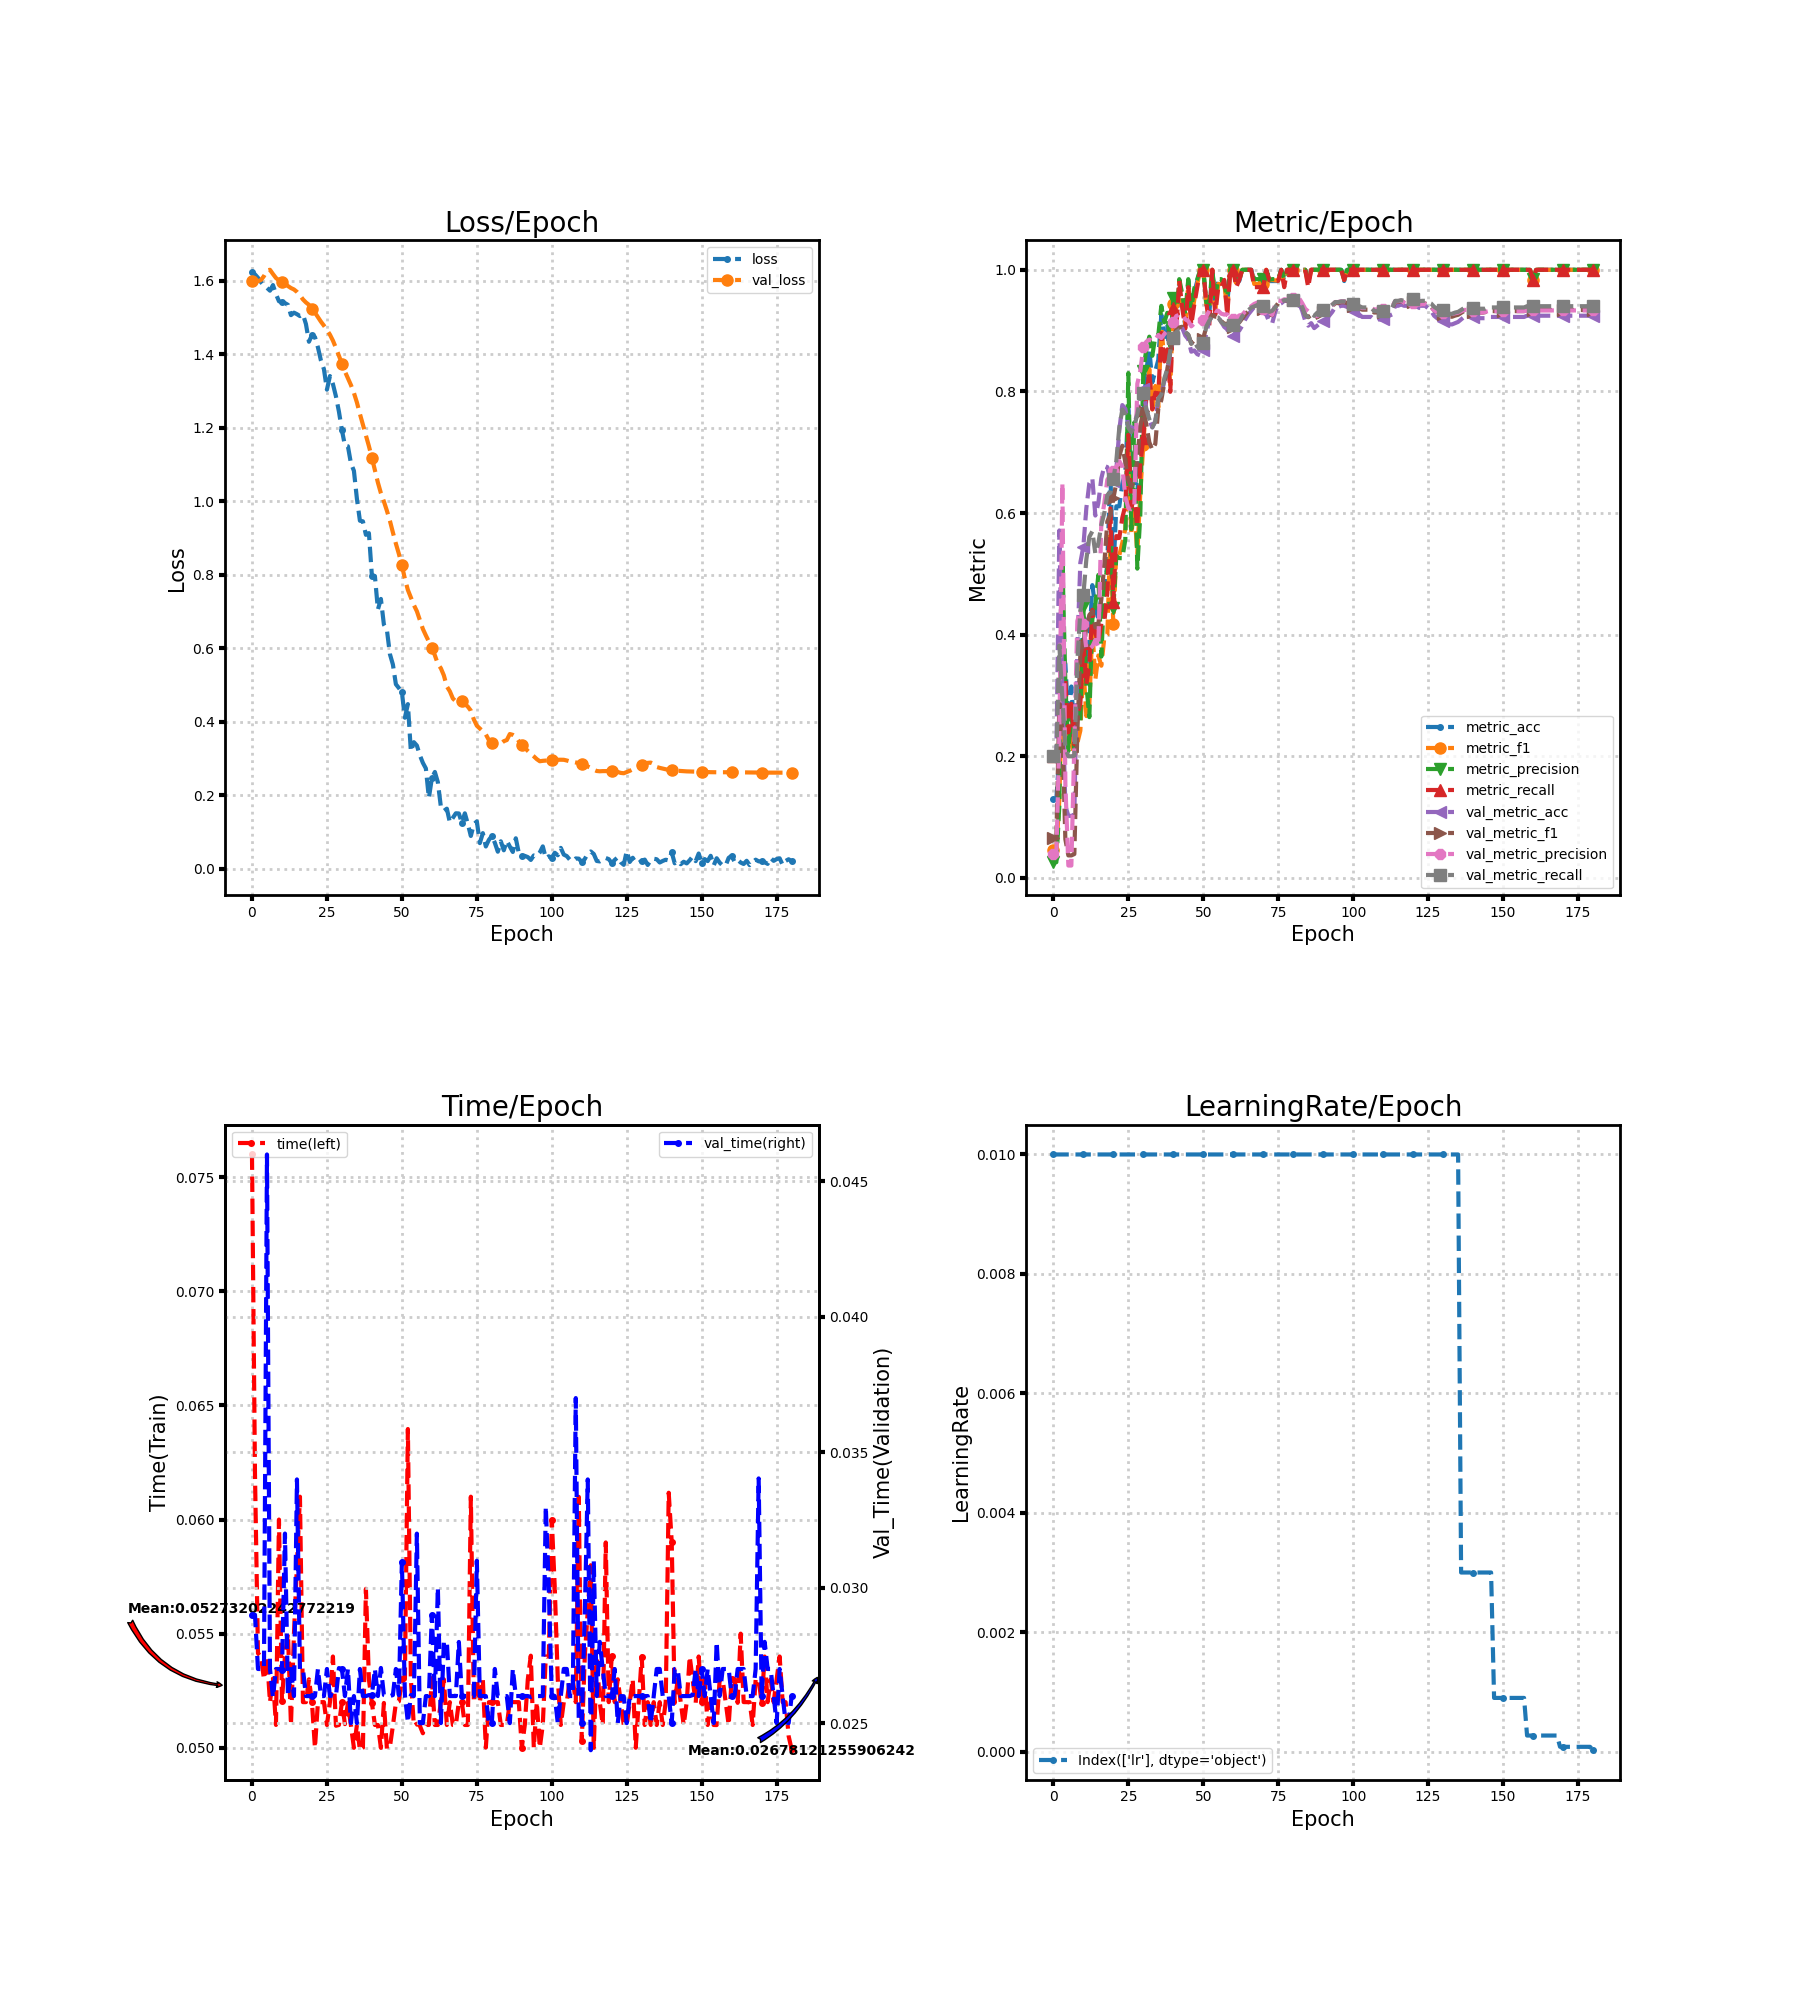 Loss/Epoch
loss
val_loss
1.6
1.4
1.2
1.0
0.8
0.6
0.4
0.2
0.0
Loss
0
25
50
75
100
125
150
175
Epoch
Metric/Epoch
1.0
0.8
0.6
0.4
0.2
0.0
Metric
metric_acc
metric_f1
metric_precision
metric_recall
val_metric_acc
val_metric_f1
val_metric_precision
val_metric_recall
0
25
50
75
100
125
150
175
Epoch
Time/Epoch
time(left)
val_time(right)
0.075
0.070
0.065
0.060
0.055
0.050
Time(Train)
0.045
0.040
0.035
0.030
0.025
Val_Time(Validation)
Mean:0.05273202242772219
Mean:0.02678121255906242
0
25
50
75
100
125
150
175
Epoch
LearningRate/Epoch
0.010
0.008
0.006
0.004
0.002
0.000
LearningRate
Index(['lr'], dtype='object')
0
25
50
75
100
125
150
175
Epoch